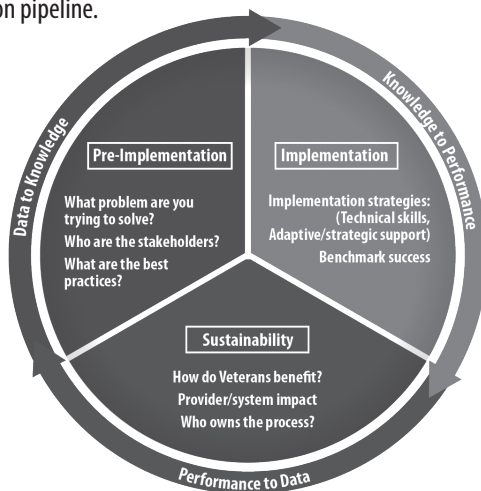 on pipeline.
Data to Knowledge
Knowledge to Performance
Pre-Implementation
What problem are you
trying to solve?
Who are the stakeholders?
What are the best
practices?
Implementation
Implementation strategies:
(Technical skills,
Adaptive/strategic support)
Benchmark success
Sustainability
How do Veterans benefit?
Provider/system impact
Who owns the process?
Performance to Data